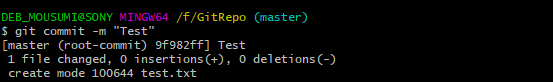 DEB_MOUSUMI@SONY MINGW64 /f/GitRepo (master)
$ git commit -m "Test"
[master (root-commit) 9f982ff] Test
 1 file changed, 0 insertions(+), 0 deletions(-)
 create mode 100644 test.txt